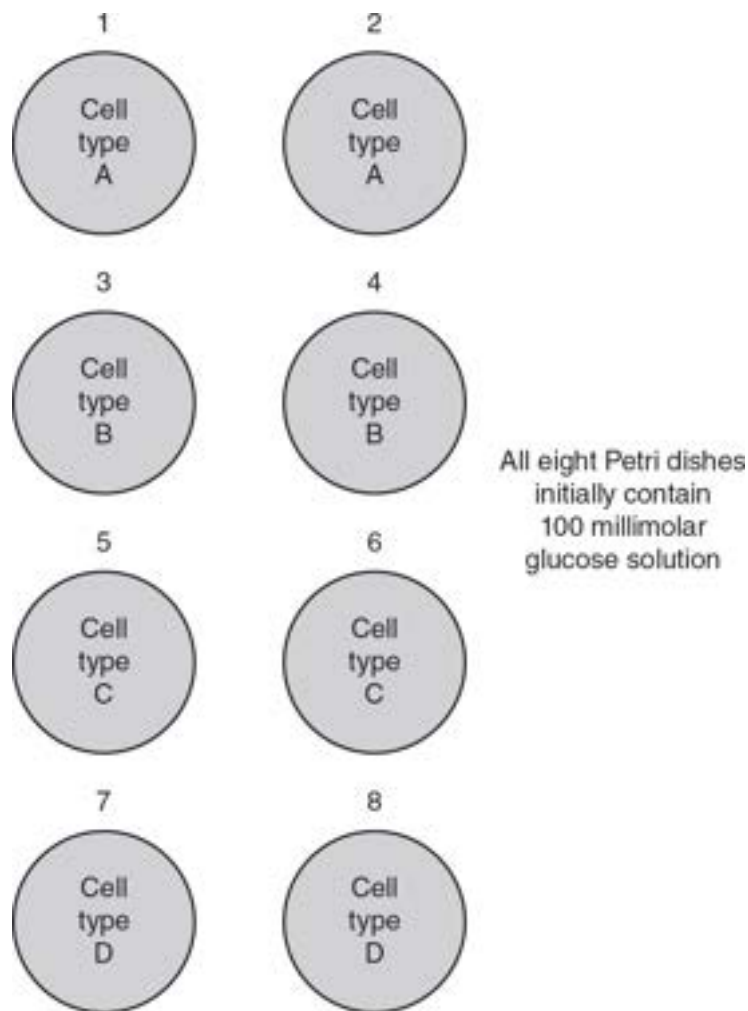 1
2
Cell
type
A
Cell
type
A
3
4
Cell
type
B
Cell
type
B
All eight Petri dishes
initially contain
100 millimolar
glucose solution
5
6
Cell
type
C
Cell
type
C
7
8
Cell
type
D
Cell
type
D